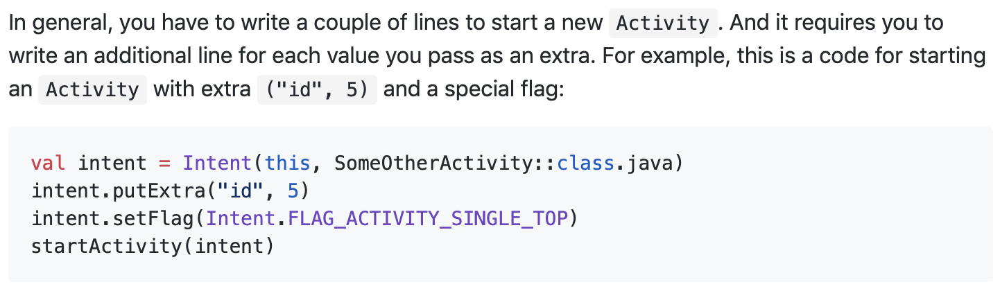 In general, you have to write a couple of lines to start a new Activity. And it requires you to
write an additional line for each value you pass as an extra. For example, this is a code for starting
an Activity with extra ("id", 5) and a special flag:
val intent = Intent(this, SomeOtherActivity::class.java)
intent.putExtra("id", 5)
intent.setFlag(Intent.FLAG_ACTIVITY_SINGLE_TOP)
startActivity(intent)